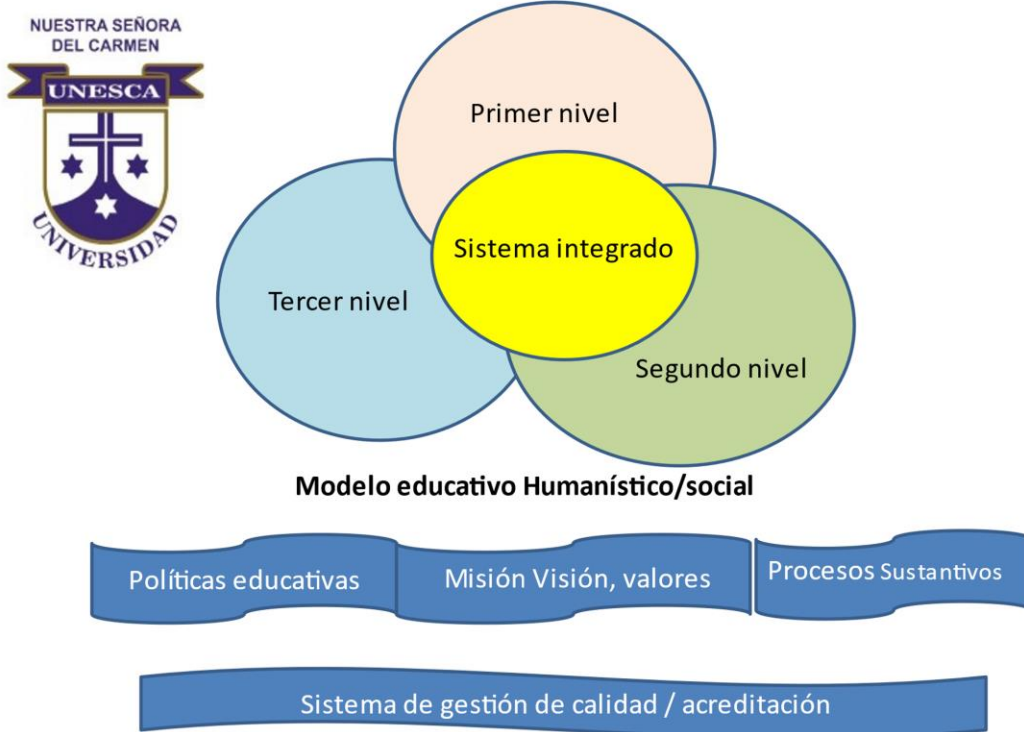 NUESTRA SEÑORA
DEL CARMEN
UNESCA
UNIVERSIDAD
Primer nivel
Sistema integrado
Tercer nivel
Segundo nivel
Modelo educativo Humanístico/social
Políticas educativas
Misión Visión, valores
Procesos Sustantivos
Sistema de gestión de calidad / acreditación